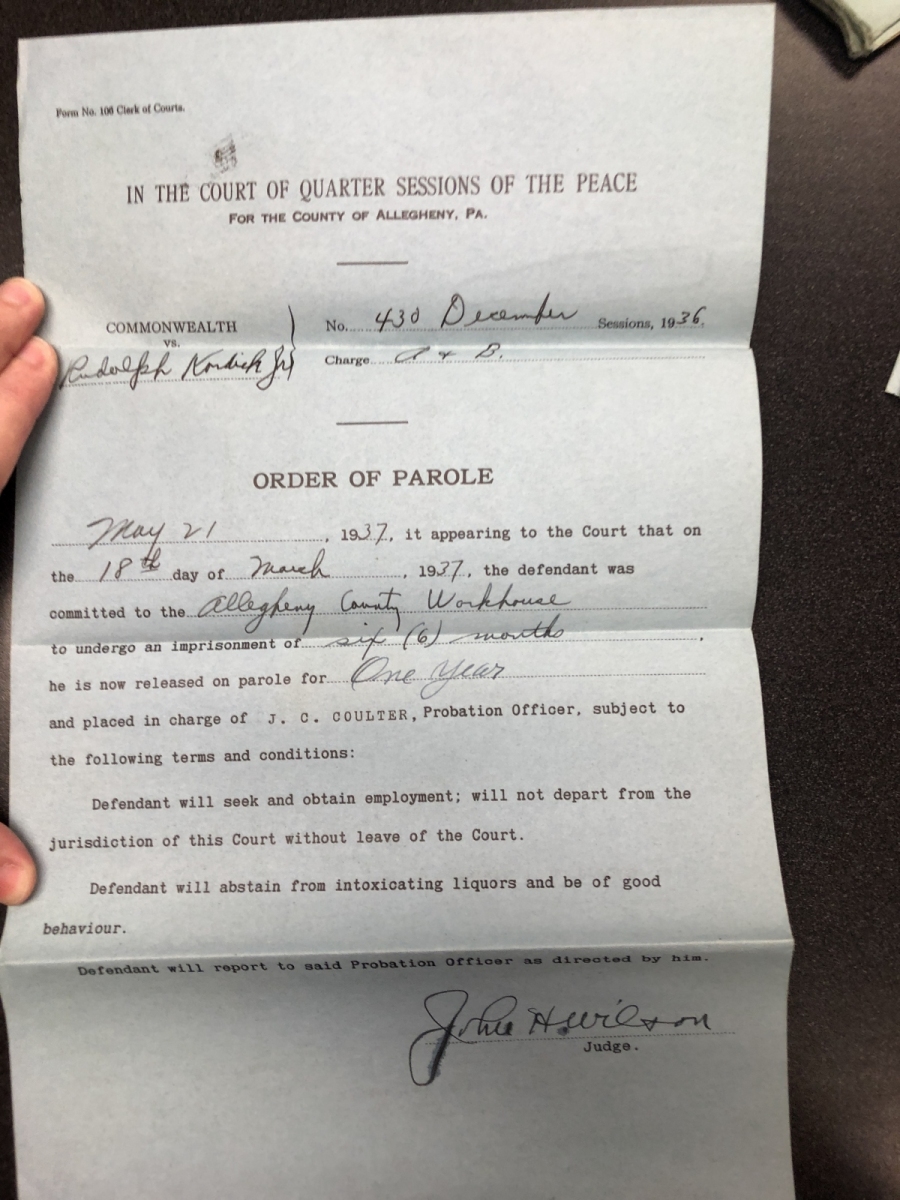 Form No. 106 Clerk of Courts.
IN THE COURT OF QUARTER SESSIONS OF THE PEACE
FOR THE COUNTY OF ALLEGHENY, PA.
COMMONWEALTH
vs.
Rudolph Kordich Jr
No. 430 December Sessions, 1936.
Charge A & B.
ORDER OF PAROLE
May 21, 1937, it appearing to the Court that on
the 18th day of March, 1937, the defendant was
committed to the Allegheny County Workhouse
to undergo an imprisonment of six (6) months,
he is now released on parole for One Year
and placed in charge of J. C. COULTER, Probation Officer, subject to
the following terms and conditions:
Defendant will seek and obtain employment; will not depart from the
jurisdiction of this Court without leave of the Court.
Defendant will abstain from intoxicating liquors and be of good
behaviour.
Defendant will report to said Probation Officer as directed by him.
John H. Wilson
Judge.